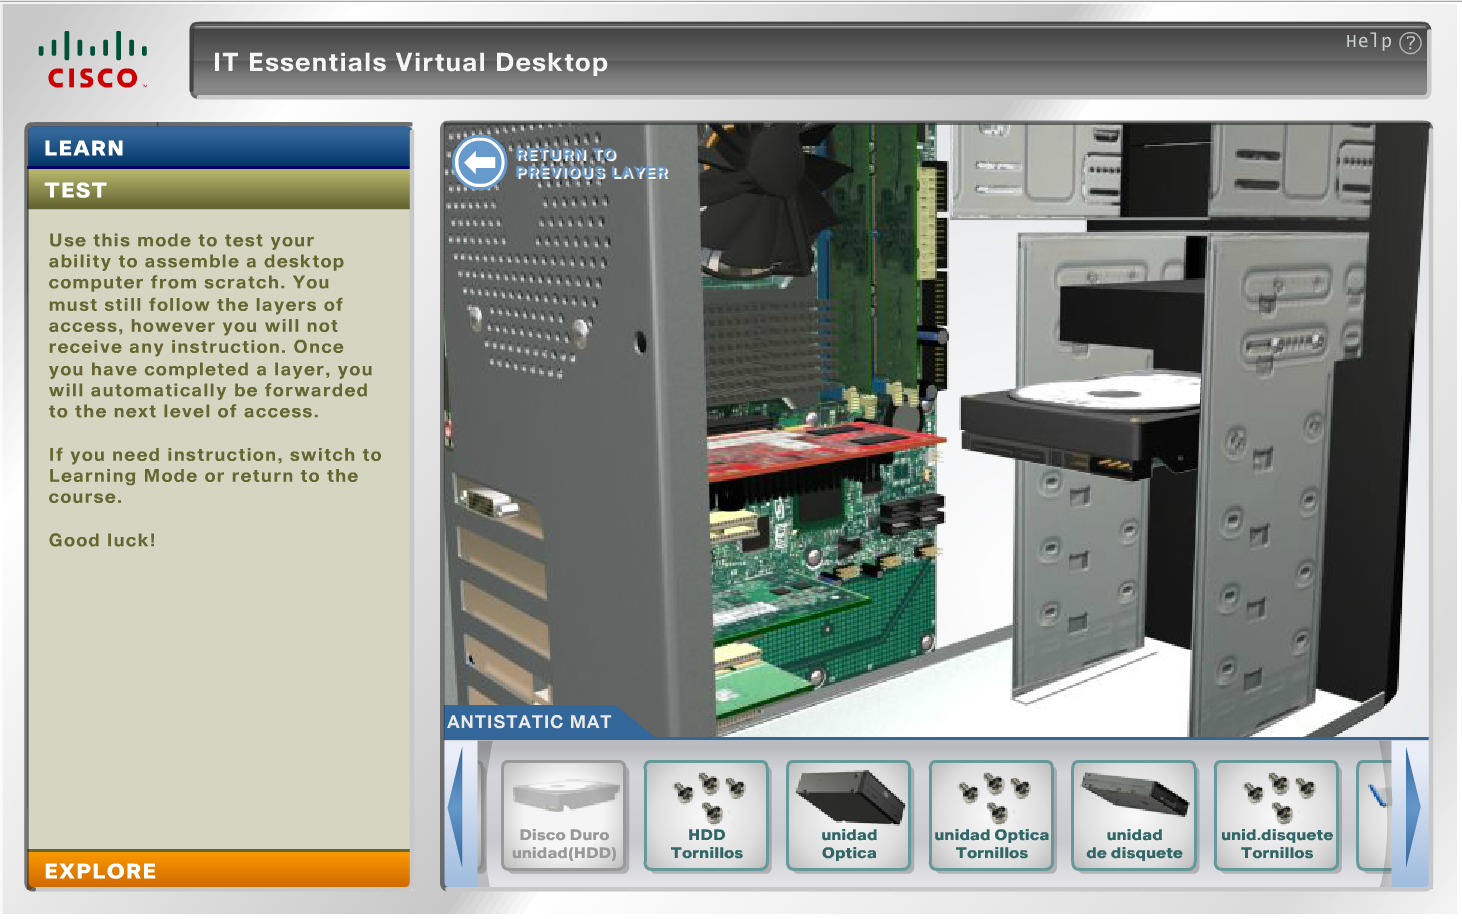 CISCO
IT Essentials Virtual Desktop
Help ?
LEARN
TEST
Use this mode to test your
ability to assemble a desktop
computer from scratch. You
must still follow the layers of
access, however you will not
receive any instruction. Once
you have completed a layer, you
will automatically be forwarded
to the next level of access.
If you need instruction, switch to
Learning Mode or return to the
course.
Good luck!
EXPLORE
RETURN TO
PREVIOUS LAYER
ANTISTATIC MAT
Disco Duro
unidad(HDD)
HDD
Tornillos
unidad
Optica
unidad Optica
Tornillos
unidad
de disquete
unid.disquete
Tornillos